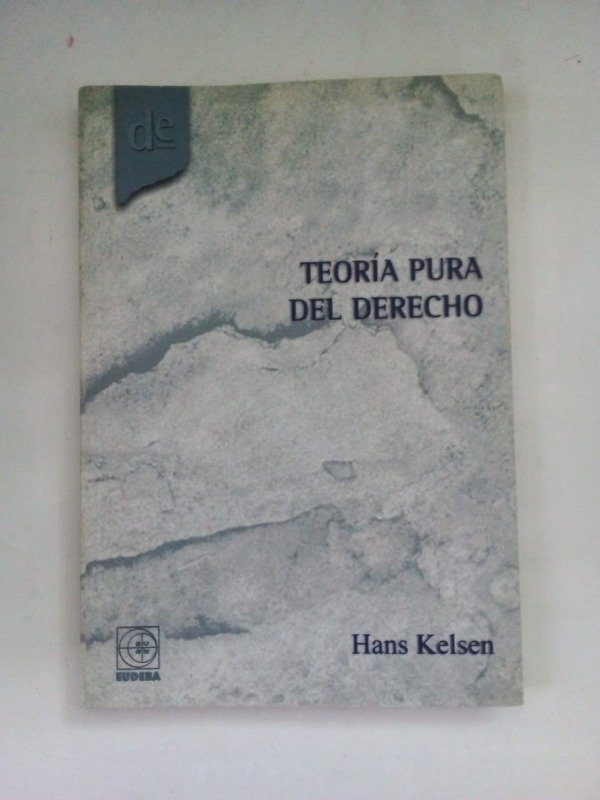 de
TEORÍA PURA
DEL DERECHO
Hans Kelsen
EUDEBA